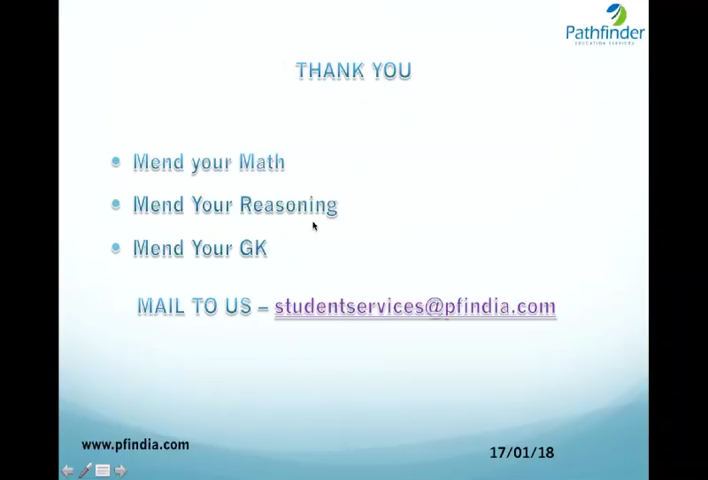 Pathfinder
EDUCATION SERVICES
THANK YOU
Mend your Math
Mend Your Reasoning
Mend Your GK
MAIL TO US – studentservices@pfindia.com
www.pfindia.com
17/01/18